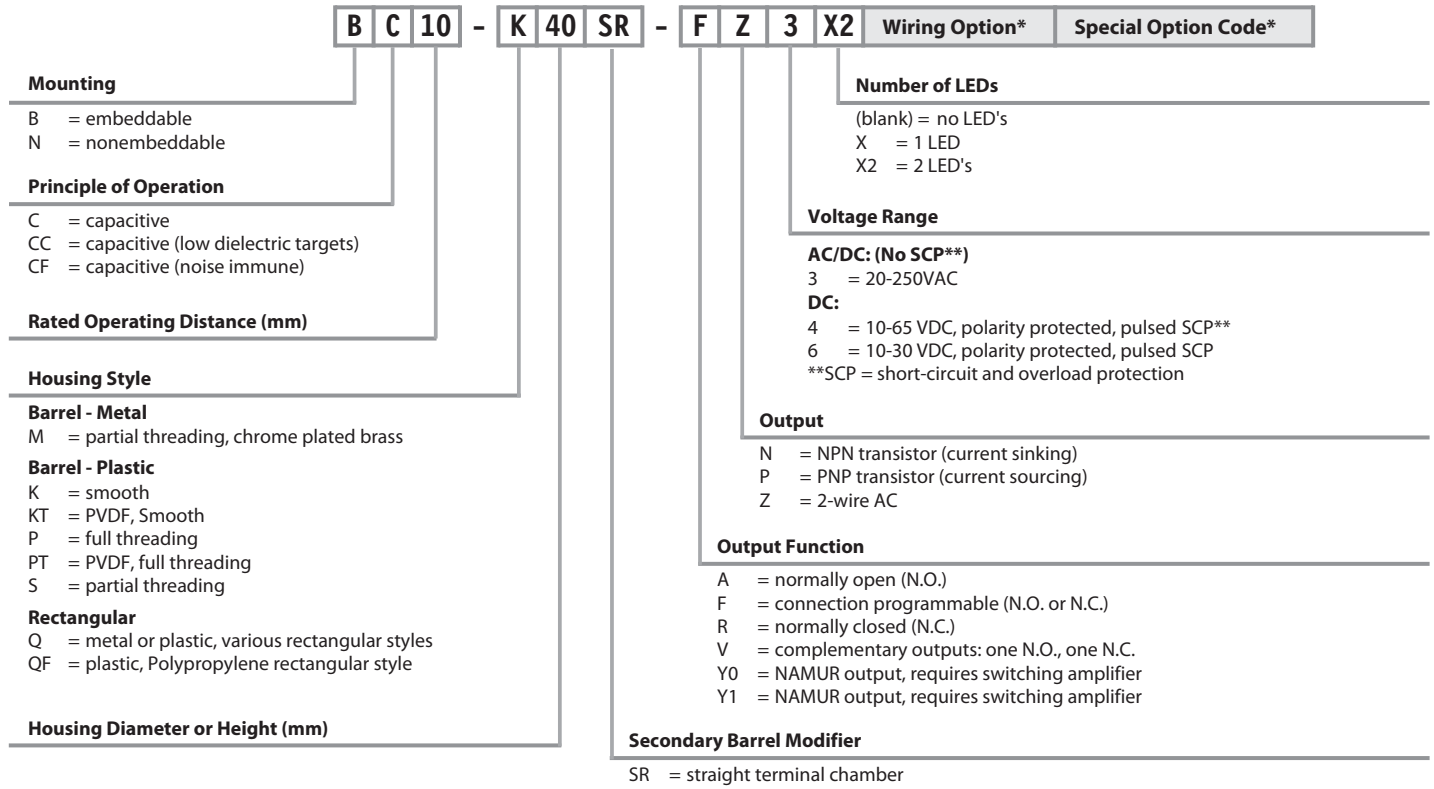 B C 10 - K 40 SR - F Z 3 X2 Wiring Option* Special Option Code*
Mounting
B = embeddable
N = nonembeddable
Principle of Operation
C = capacitive
CC = capacitive (low dielectric targets)
CF = capacitive (noise immune)
Rated Operating Distance (mm)
Housing Style
Barrel - Metal
M = partial threading, chrome plated brass
Barrel - Plastic
K = smooth
KT = PVDF, Smooth
P = full threading
PT = PVDF, full threading
S = partial threading
Rectangular
Q = metal or plastic, various rectangular styles
QF = plastic, Polypropylene rectangular style
Housing Diameter or Height (mm)
Number of LEDs
(blank) = no LED's
X = 1 LED
X2 = 2 LED's
Voltage Range
AC/DC: (No SCP**)
3 = 20-250VAC
DC:
4 = 10-65 VDC, polarity protected, pulsed SCP**
6 = 10-30 VDC, polarity protected, pulsed SCP
**SCP = short-circuit and overload protection
Output
N = NPN transistor (current sinking)
P = PNP transistor (current sourcing)
Z = 2-wire AC
Output Function
A = normally open (N.O.)
F = connection programmable (N.O. or N.C.)
R = normally closed (N.C.)
V = complementary outputs: one N.O., one N.C.
Y0 = NAMUR output, requires switching amplifier
Y1 = NAMUR output, requires switching amplifier
Secondary Barrel Modifier
SR = straight terminal chamber